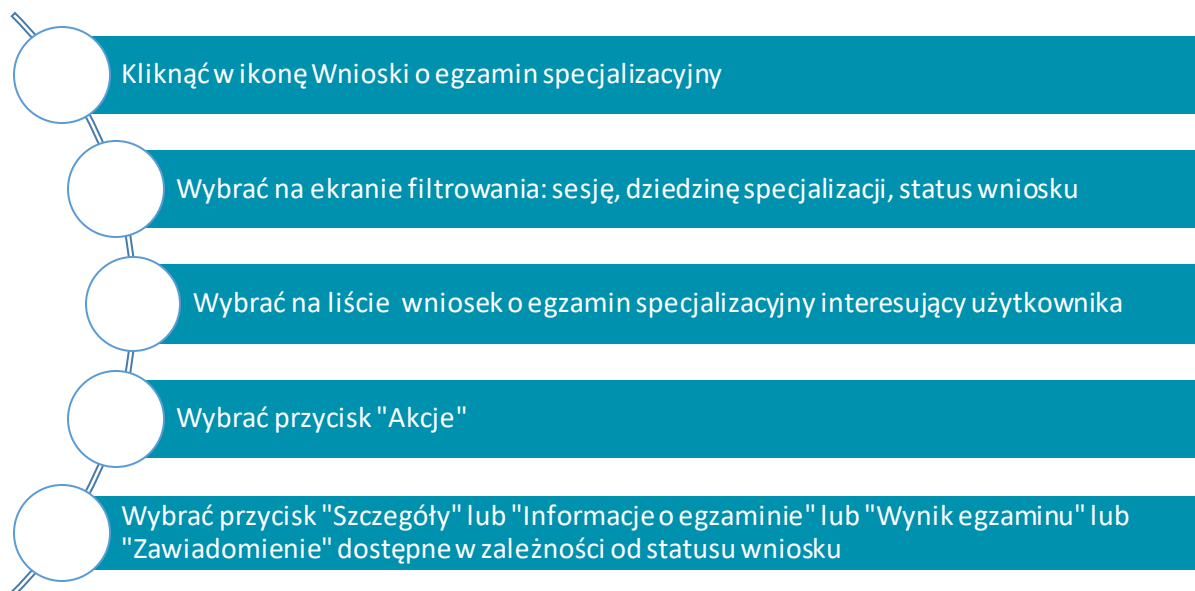 Kliknąć w ikonę Wnioski o egzamin specjalizacyjny
Wybrać na ekranie filtrowania: sesję, dziedzinę specjalizacji, status wniosku
Wybrać na liście wniosek o egzamin specjalizacyjny interesujący użytkownika
Wybrać przycisk "Akcje"
Wybrać przycisk "Szczegóły" lub "Informacje o egzaminie" lub "Wynik egzaminu" lub
"Zawiadomienie" dostępne w zależności od statusu wniosku